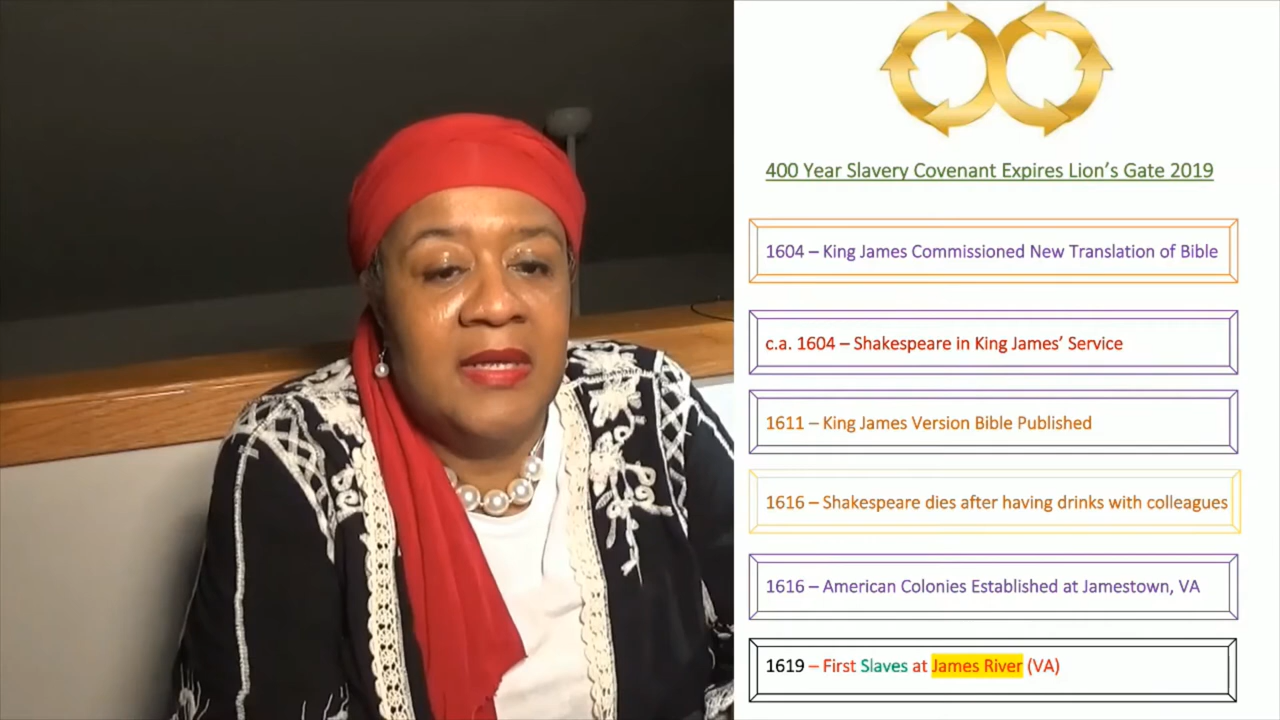 400 Year Slavery Covenant Expires Lion's Gate 2019
1604 – King James Commissioned New Translation of Bible
c.a. 1604 – Shakespeare in King James' Service
1611 – King James Version Bible Published
1616 – Shakespeare dies after having drinks with colleagues
1616 – American Colonies Established at Jamestown, VA
1619 – First Slaves at James River (VA)